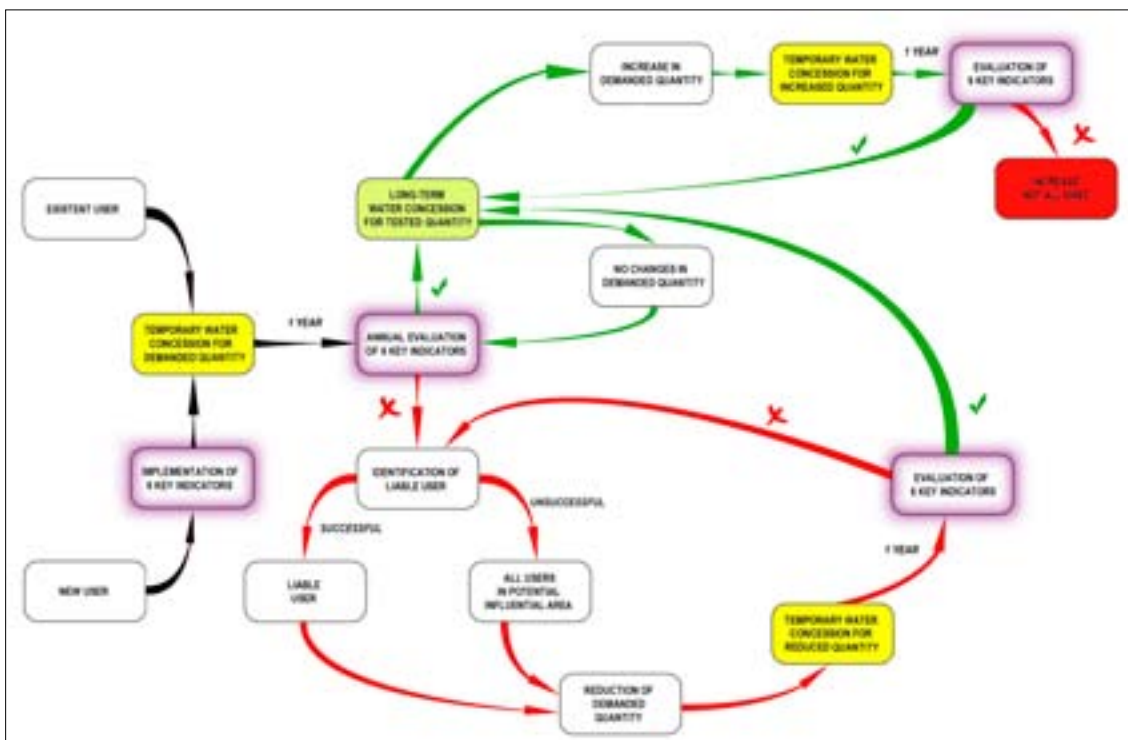 INCREASE IN
DEMANDED QUANTITY
TEMPORARY WATER
CONCESSION FOR
INCREASED QUANTITY
1 YEAR
EVALUATION OF
KEY INDICATORS
INCREASE
NOT ALLOWED
LONG-TERM
WATER CONCESSION
FOR TESTED QUANTITY
EXISTENT USER
NO CHANGES IN
DEMANDED QUANTITY
TEMPORARY WATER
CONCESSION FOR
DEMANDED QUANTITY
1 YEAR
ANNUAL EVALUATION
OF KEY INDICATORS
IMPLEMENTATION OF
KEY INDICATORS
IDENTIFICATION OF
LIABLE USER
EVALUATION OF
KEY INDICATORS
SUCCESSFUL
UNSUCCESSFUL
1 YEAR
NEW USER
LIABLE
USER
ALL USERS
IN POTENTIAL
INFLUENTIAL AREA
TEMPORARY WATER
CONCESSION FOR
REDUCED QUANTITY
REDUCTION OF
DEMANDED
QUANTITY